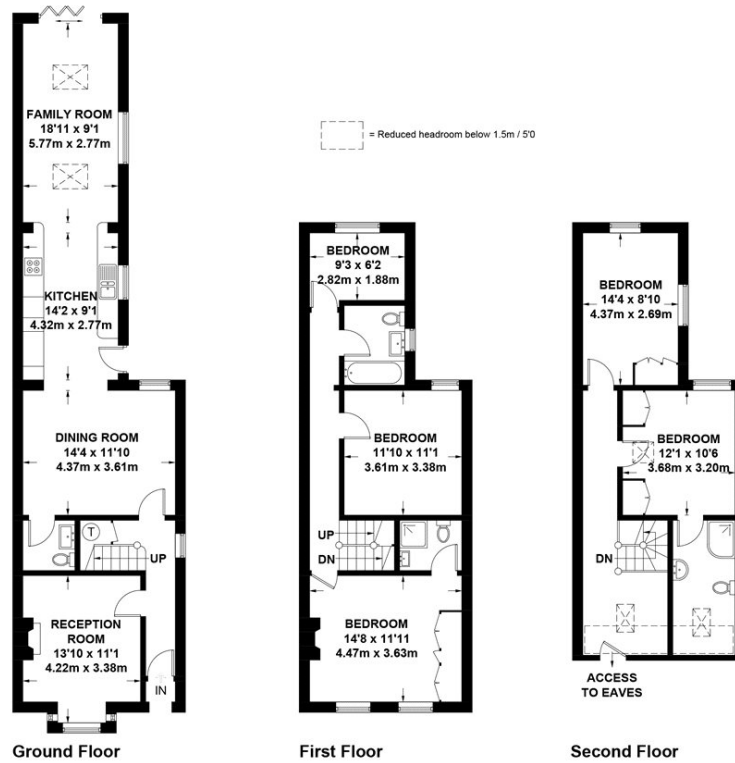 FAMILY ROOM
18'11 x 9'1
5.77m x 2.77m
KITCHEN
14'2 x 9'1
4.32m x 2.77m
DINING ROOM
14'4 x 11'10
4.37m x 3.61m
T
UP
RECEPTION
ROOM
13'10 x 11'1
4.22m x 3.38m
IN
Ground Floor
= Reduced headroom below 1.5m / 5'0
BEDROOM
9'3 x 6'2
2.82m x 1.88m
BEDROOM
11'10 x 11'1
3.61m x 3.38m
UP
DN
BEDROOM
14'8 x 11'11
4.47m x 3.63m
First Floor
BEDROOM
14'4 x 8'10
4.37m x 2.69m
BEDROOM
12'1 x 10'6
3.68m x 3.20m
DN
ACCESS
TO EAVES
Second Floor